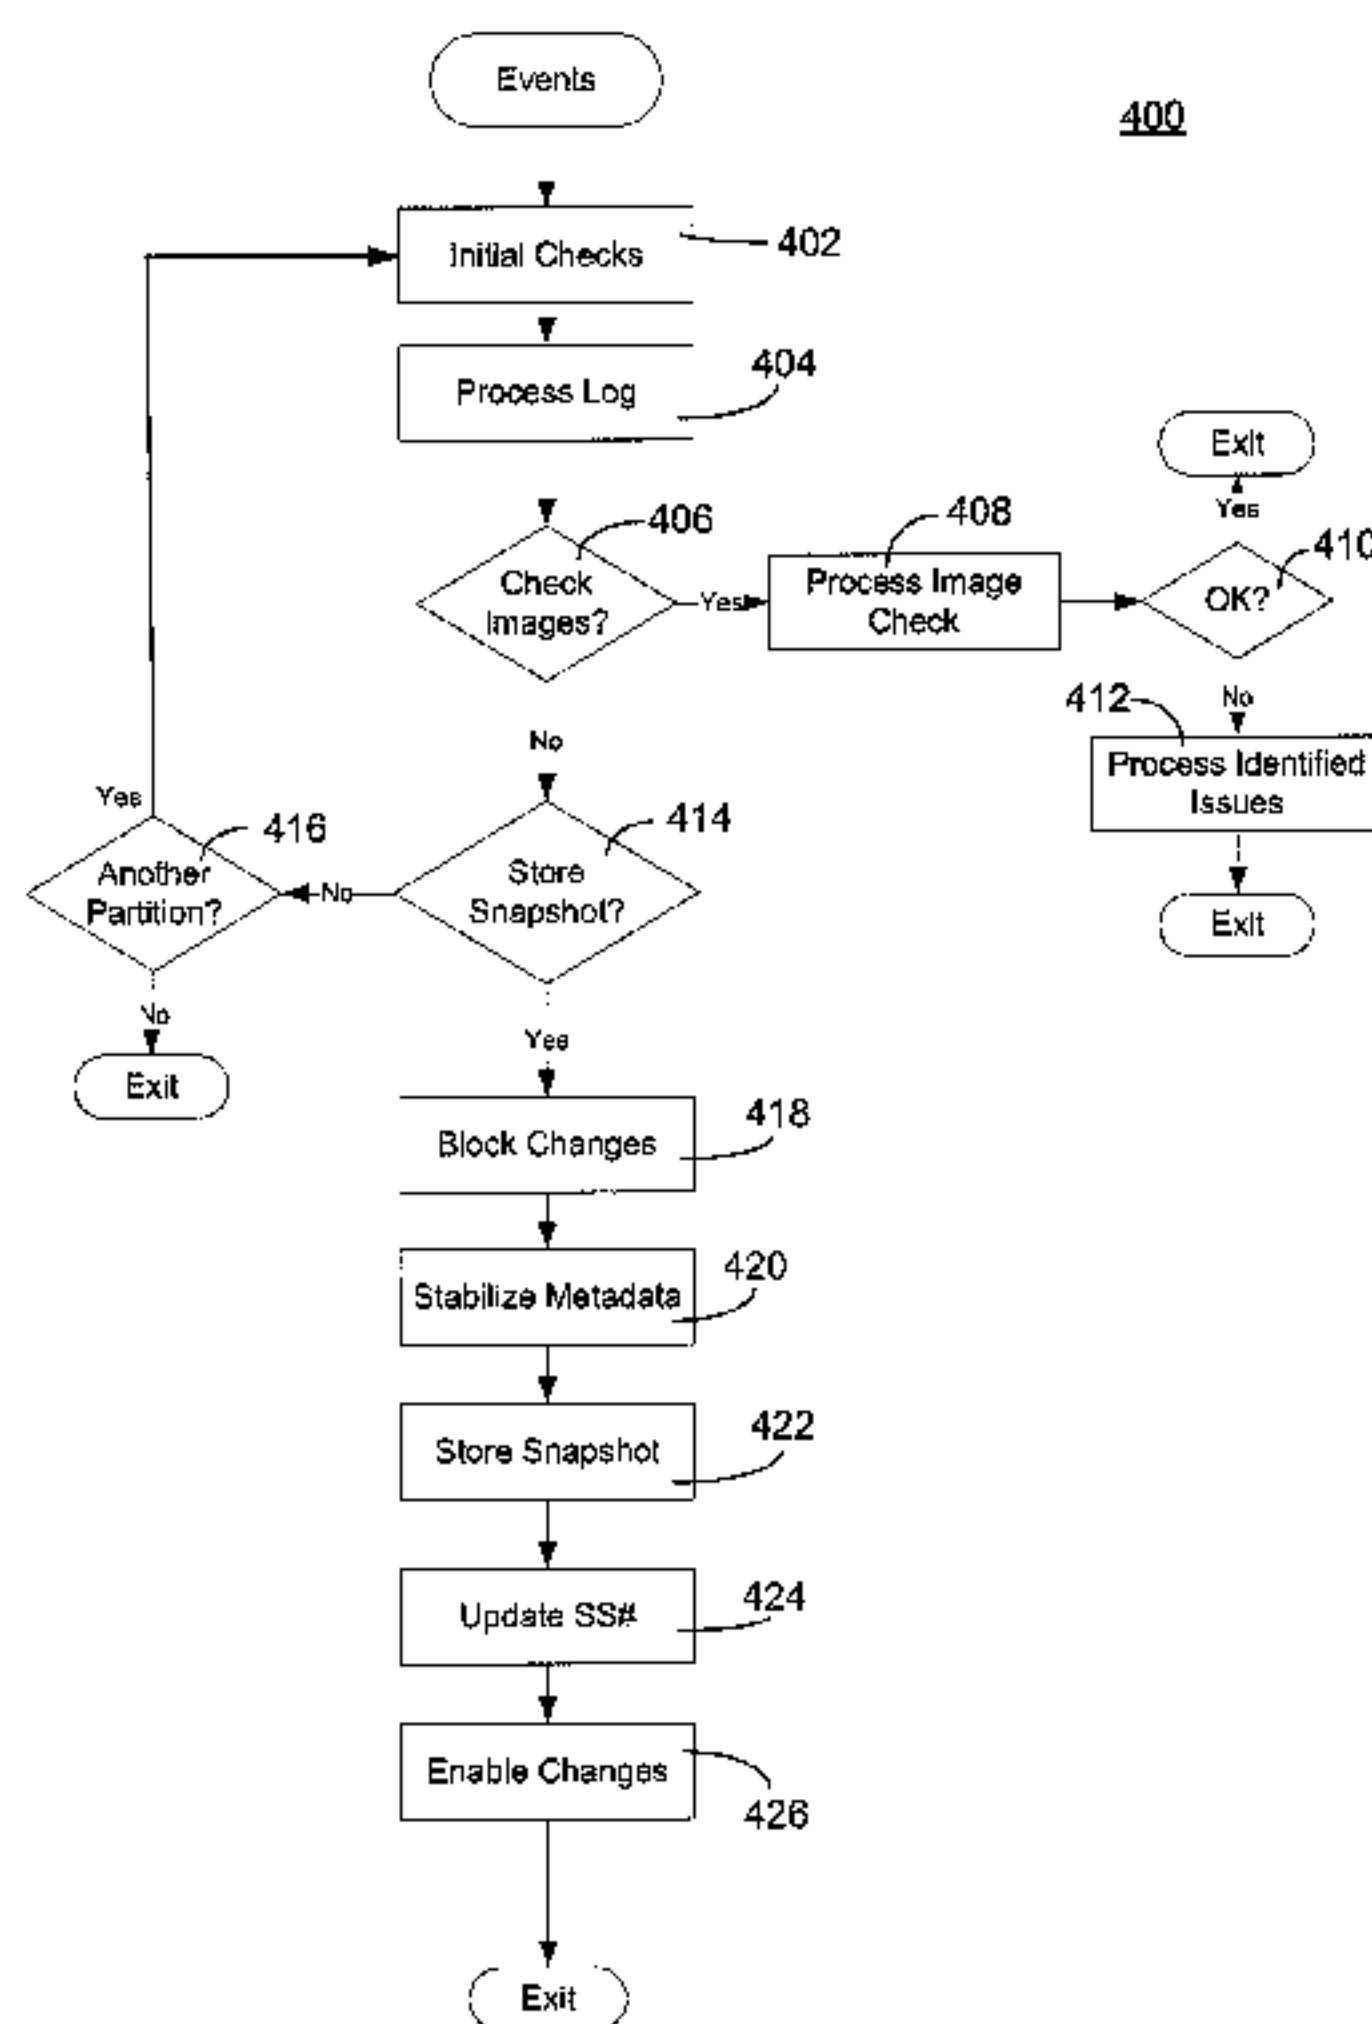 Events
400
Initial Checks
402
Process Log
404
Exit
Yes
406
Check
Images?
Yes
408
Process Image
Check
410
OK?
No
412
Process Identified
Issues
Exit
No
414
Store
Snapshot?
No
Yes
416
Another
Partition?
No
Exit
Yes
Block Changes
418
Stabilize Metadata
420
Store Snapshot
422
Update SS#
424
Enable Changes
426
Exit